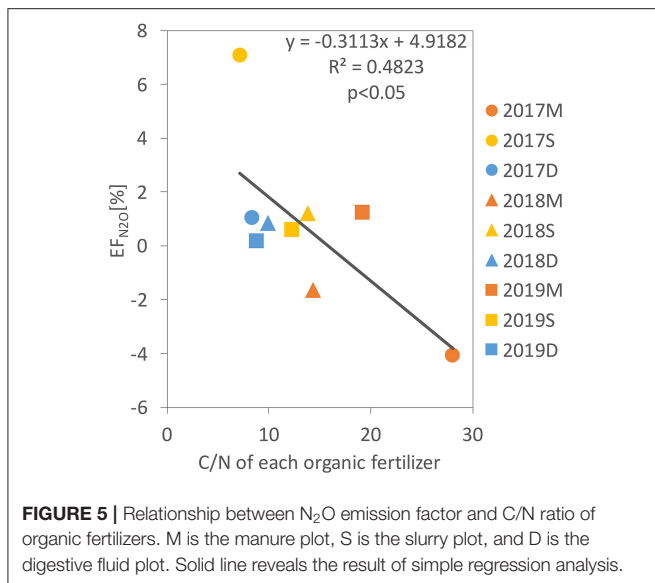 y = -0.3113x + 4.9182
R² = 0.4823
p<0.05
8
6
4
2
0
-2
-4
-6
EF_N2O[%]
0 10 20 30
C/N of each organic fertilizer
2017M
2017S
2017D
2018M
2018S
2018D
2019M
2019S
2019D
FIGURE 5 | Relationship between N₂O emission factor and C/N ratio of
organic fertilizers. M is the manure plot, S is the slurry plot, and D is the
digestive fluid plot. Solid line reveals the result of simple regression analysis.